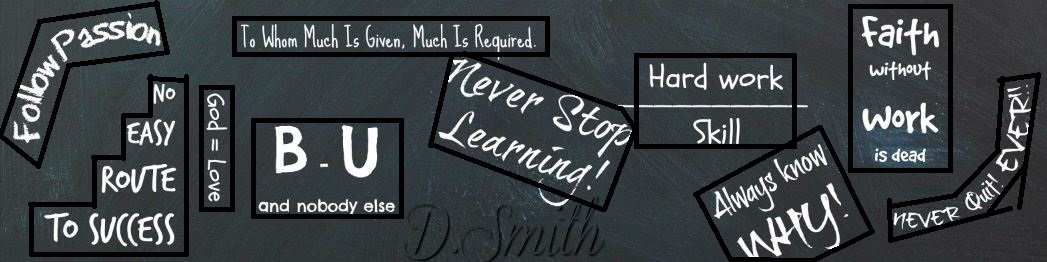 Follow Passion
No
EASY
ROUTE
To SUCCESS
God = Love
To Whom Much Is Given, Much Is Required.
B - U
and nobody else
Never Stop
Learning!
D.Smith
Hard work
Skill
Always know
WHY!
Faith
without
work
is dead
NEVER Quit! EVER!!